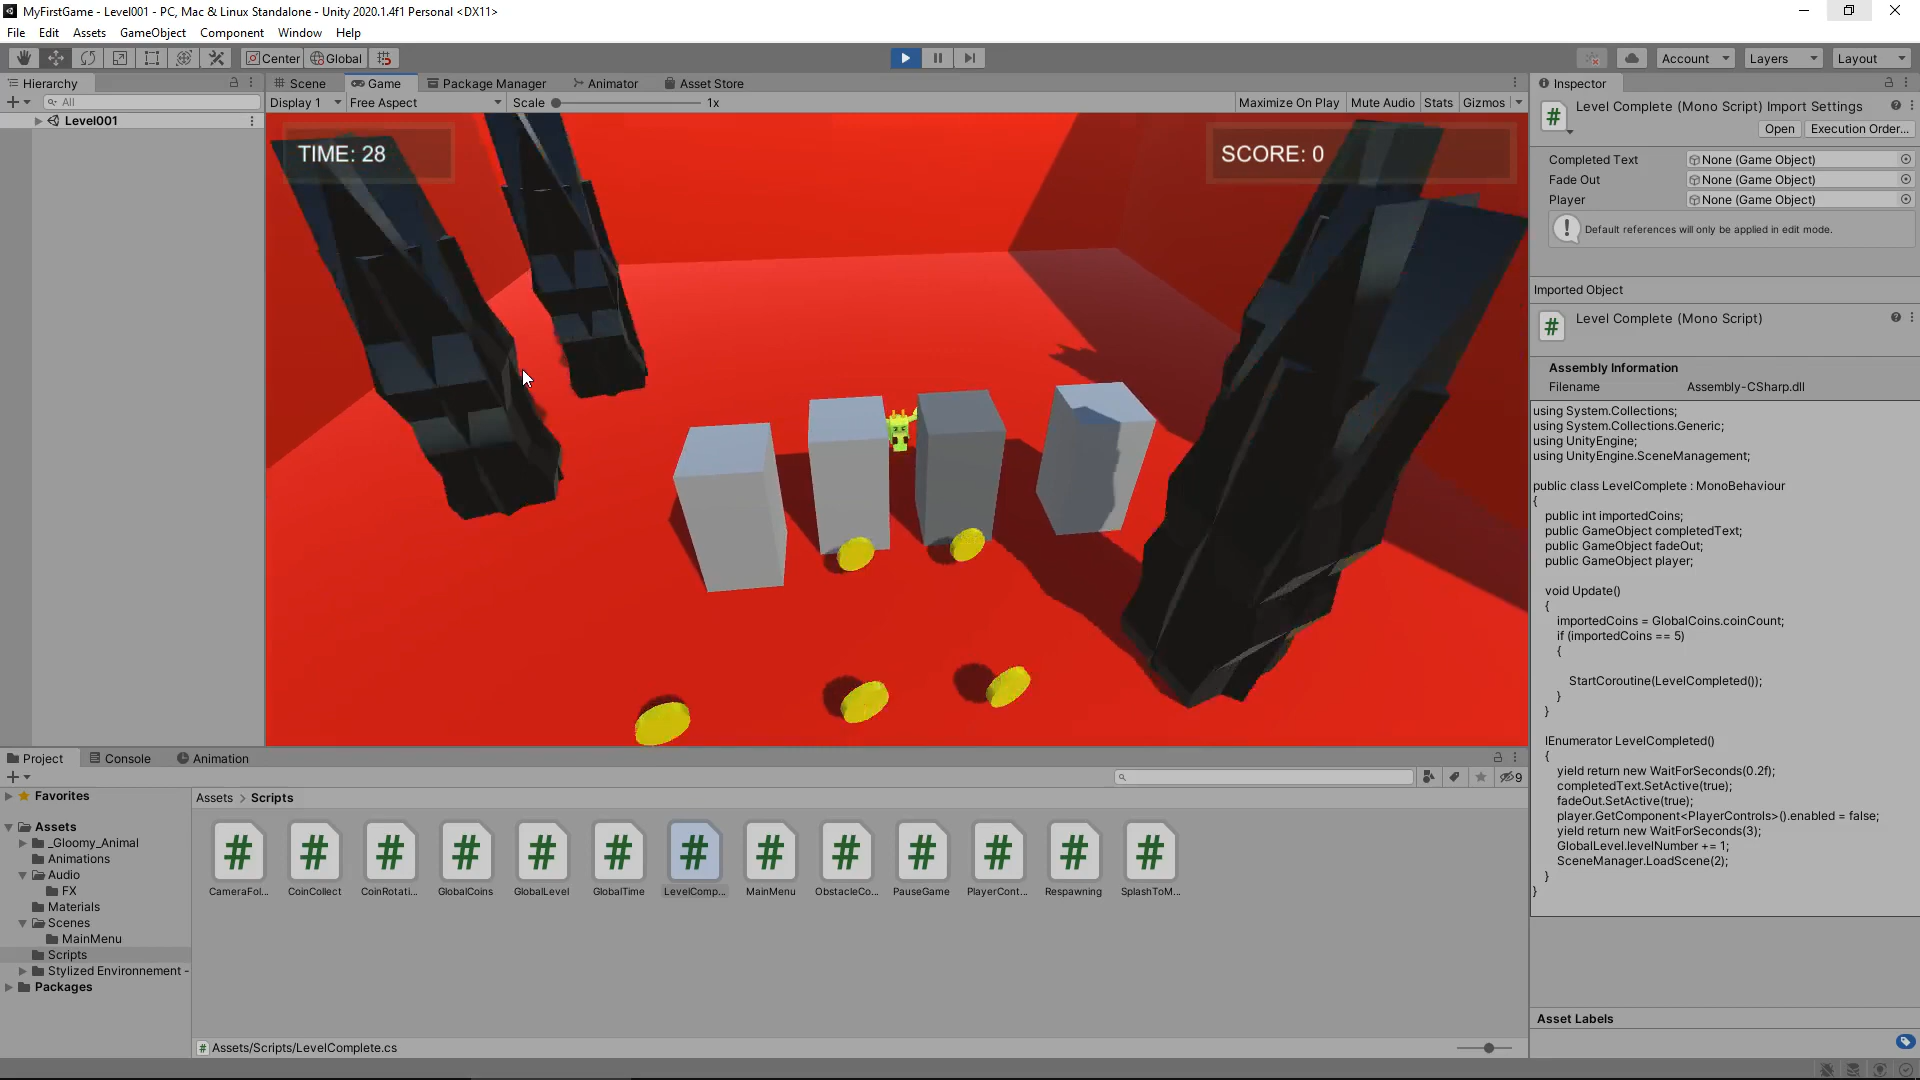 MyFirstGame - Level001 - PC, Mac & Linux Standalone - Unity 2020.1.4f1 Personal <DX11>
File Edit Assets GameObject Component Window Help
Center Global Account Layers Layout
Hierarchy
All
Level001
Scene Game Package Manager Animator Asset Store
Display 1 Free Aspect Scale 1x Maximize On Play Mute Audio Stats Gizmos
TIME: 28
SCORE: 0
Inspector
Level Complete (Mono Script) Import Settings
Open Execution Order...
Completed Text None (Game Object)
Fade Out None (Game Object)
Player None (Game Object)
Default references will only be applied in edit mode.
Imported Object
Level Complete (Mono Script)
Assembly Information
Filename Assembly-CSharp.dll
using System.Collections;
using System.Collections.Generic;
using UnityEngine;
using UnityEngine.SceneManagement;
public class LevelComplete : MonoBehaviour
{
public int importedCoins;
public GameObject completedText;
public GameObject fadeOut;
public GameObject player;
void Update()
{
importedCoins = GlobalCoins.coinCount;
if (importedCoins == 5)
{
StartCoroutine(LevelCompleted());
}
}
IEnumerator LevelCompleted()
{
yield return new WaitForSeconds(0.2f);
completedText.SetActive(true);
fadeOut.SetActive(true);
player.GetComponent<PlayerControls>().enabled = false;
yield return new WaitForSeconds(3);
GlobalLevel.levelNumber += 1;
SceneManager.LoadScene(2);
}
}
Asset Labels
Project Console Animation
9
Favorites
Assets
_Gloomy_Animal
Animations
Audio
FX
Materials
Scenes
MainMenu
Scripts
Stylized Environnement -
Packages
Assets > Scripts
CameraFol... CoinCollect CoinRotati... GlobalCoins GlobalLevel GlobalTime LevelComp... MainMenu ObstacleCo... PauseGame PlayerCont... Respawning SplashToM...
Assets/Scripts/LevelComplete.cs